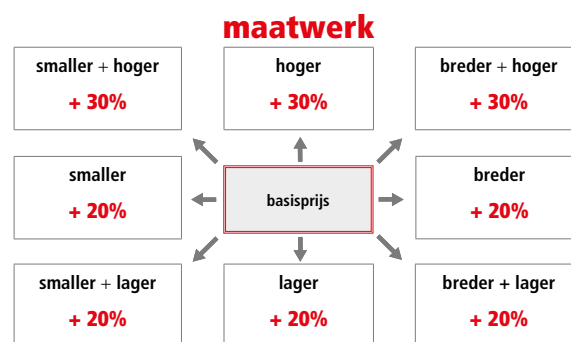 maatwerk
smaller + hoger
+ 30%
hoger
+ 30%
breder + hoger
+ 30%
smaller
+ 20%
basisprijs
breder
+ 20%
smaller + lager
+ 20%
lager
+ 20%
breder + lager
+ 20%